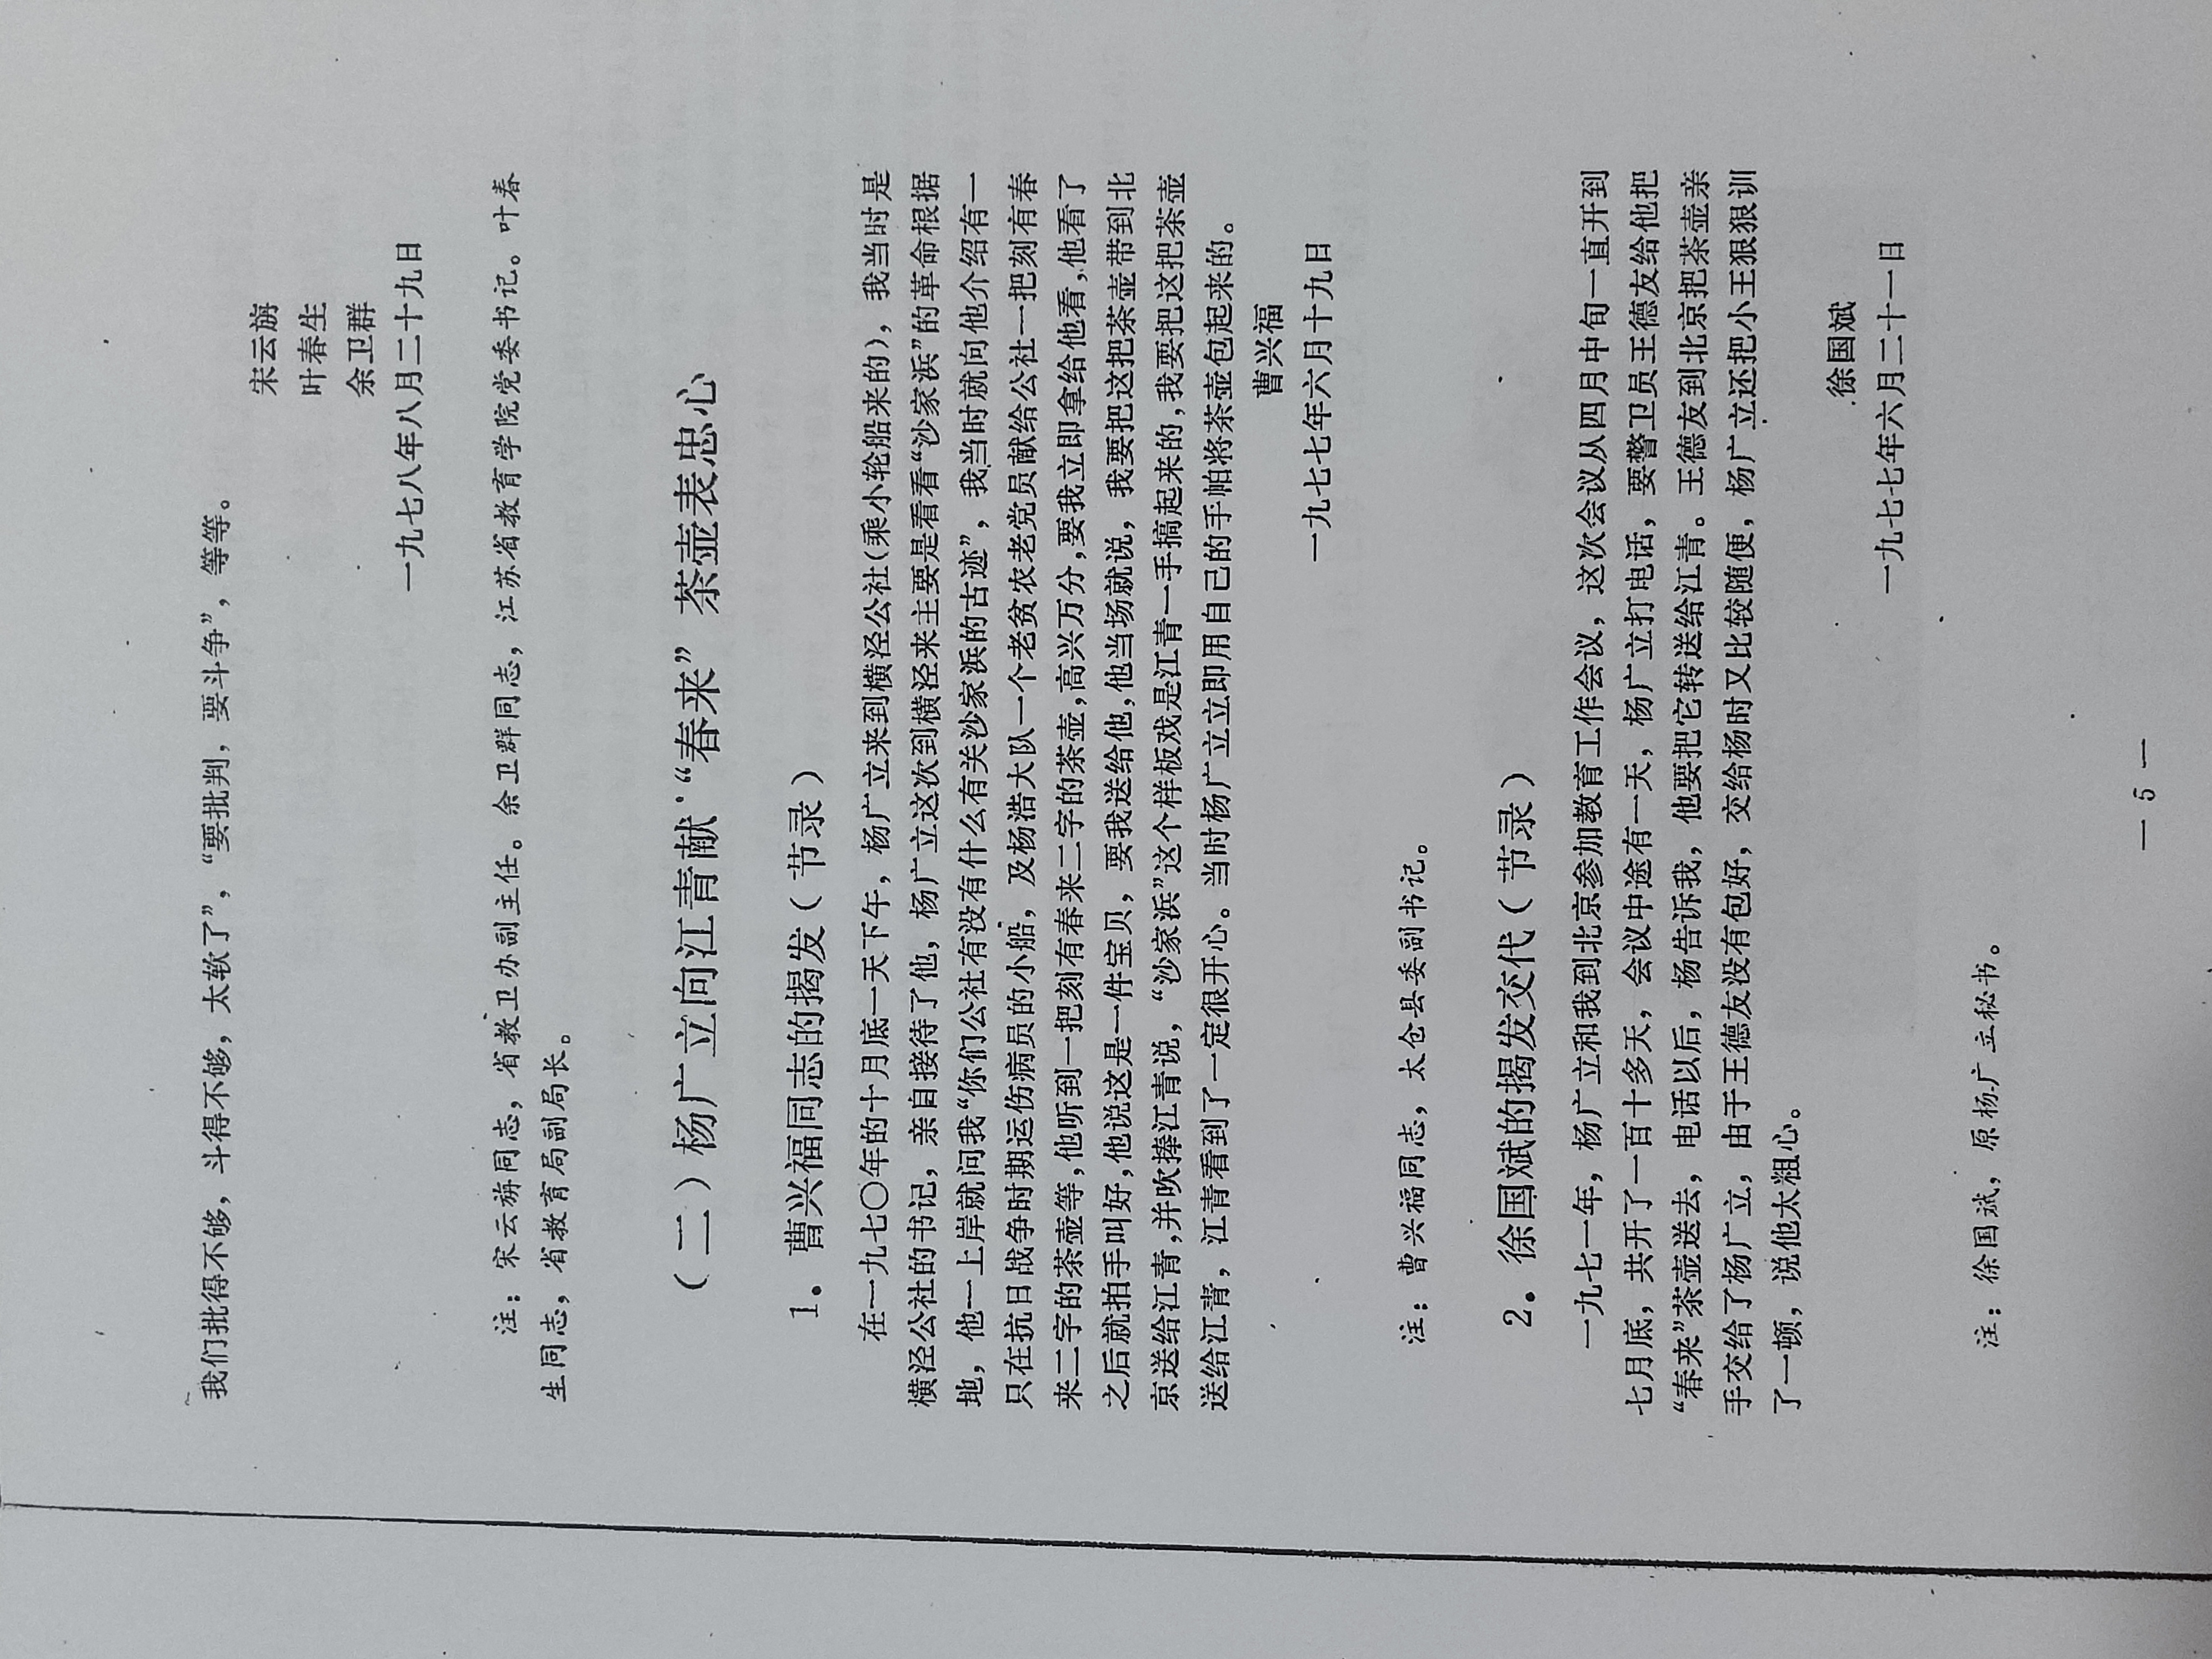 我们批得不够，斗得不够，太软了”，“要批判，要斗争”，等等。
宋云旃
叶春生
余卫群
一九七八年八月二十九日
注：宋云旃同志，省教卫办副主任。余卫群同志，江苏省教育学院党委书记。叶春
生同志，省教育局副局长。
（二）杨广立向江青献“春来”茶壶表忠心
1．曹兴福同志的揭发（节录）
在一九七〇年的十月底一天下午，杨广立来到横泾公社（乘小轮船来的），我当时是
横泾公社的书记，亲自接待了他，杨广立这次到横泾来主要是看看“沙家浜”的革命根据
地，他一上岸就问我“你们公社有没有什么有关沙家浜的古迹”，我当时就向他介绍有一
只在抗日战争时期运伤病员的小船，及杨浩大队一个老贫农老党员献给公社一把刻有春
来二字的茶壶等，他听到一把刻有春来二字的茶壶，高兴万分，要我立即拿给他看，他看了
之后就拍手叫好，他说这是一件宝贝，要我送给他，他当场就说，我要把这把茶壶带到北
京送给江青，并吹捧江青说，“沙家浜”这个样板戏是江青一手搞起来的，我要把这把茶壶
送给江青，江青看到了一定很开心。当时杨广立立即用自己的手帕将茶壶包起来的。
曹兴福
一九七七年六月十九日
注：曹兴福同志，太仓县委副书记。
2．徐国斌的揭发交代（节录）
一九七一年，杨广立和我到北京参加教育工作会议，这次会议从四月中旬一直开到
七月底，共开了一百十多天，会议中途有一天，杨广立打电话，要警卫员王德友给他把
“春来”茶壶送去，电话以后，杨告诉我，他要把它转送给江青。王德友到北京把茶壶亲
手交给了杨广立，由于王德友没有包好，交给杨时又比较随便，杨广立还把小王狠狠训
了一顿，说他太粗心。
徐国斌
一九七七年六月二十一日
注：徐国斌，原杨广立秘书。
— 5 —